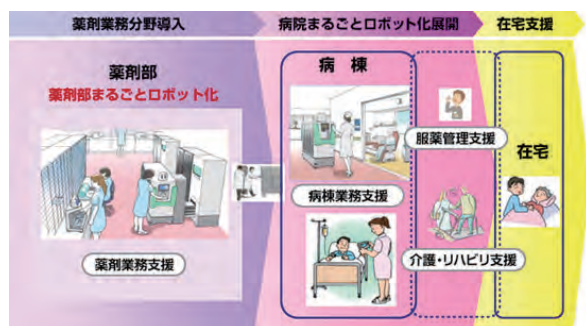 薬剤業務分野導入
病院まるごとロボット化展開
在宅支援
薬剤部
薬剤部まるごとロボット化
薬剤業務支援
病 棟
病棟業務支援
服薬管理支援
介護・リハビリ支援
在宅